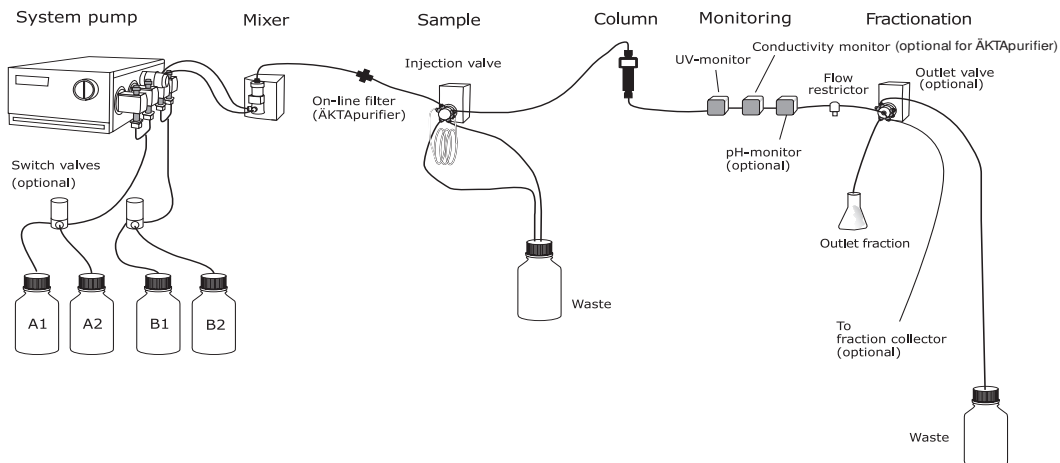 System pump
Mixer
Sample
Column
Monitoring
Fractionation
Injection valve
UV-monitor
Conductivity monitor (optional for ÄKTApurifier)
Flow
restrictor
Outlet valve
(optional)
On-line filter
(ÄKTApurifier)
pH-monitor
(optional)
Switch valves
(optional)
Outlet fraction
A1
A2
B1
B2
Waste
To
fraction collector
(optional)
Waste